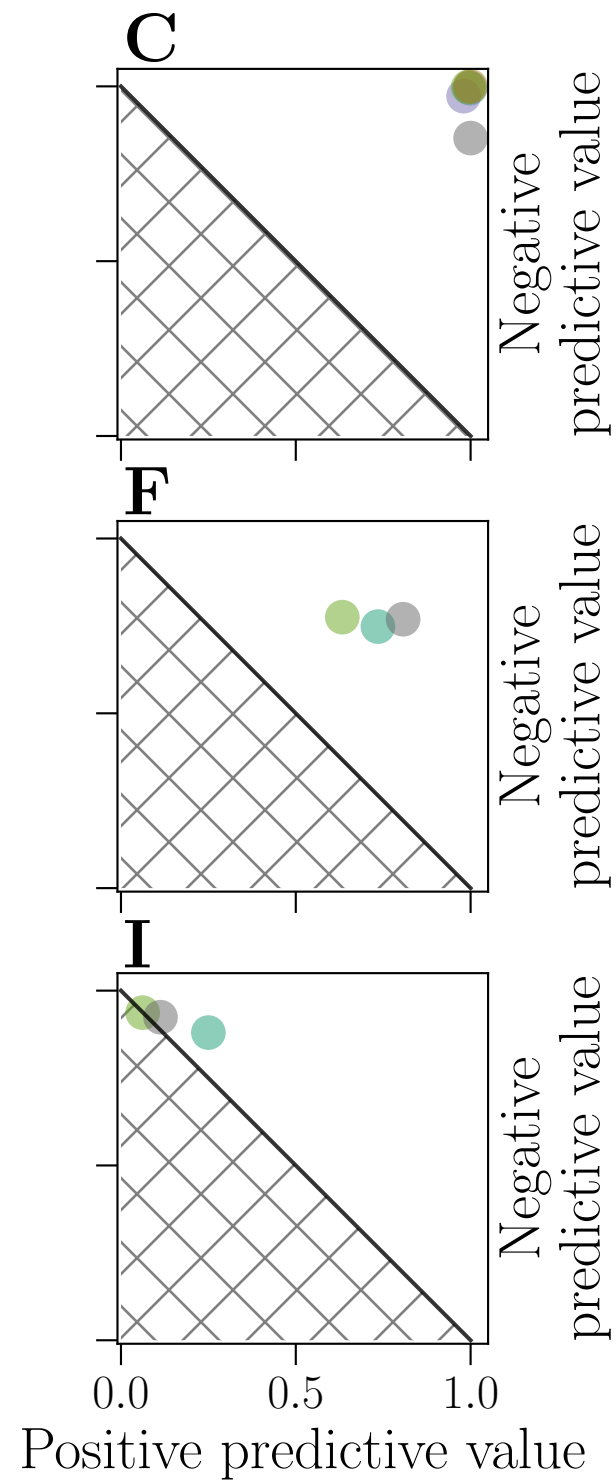 C
Negative
predictive value
F
Negative
predictive value
I
Negative
predictive value
0.0 0.5 1.0
Positive predictive value